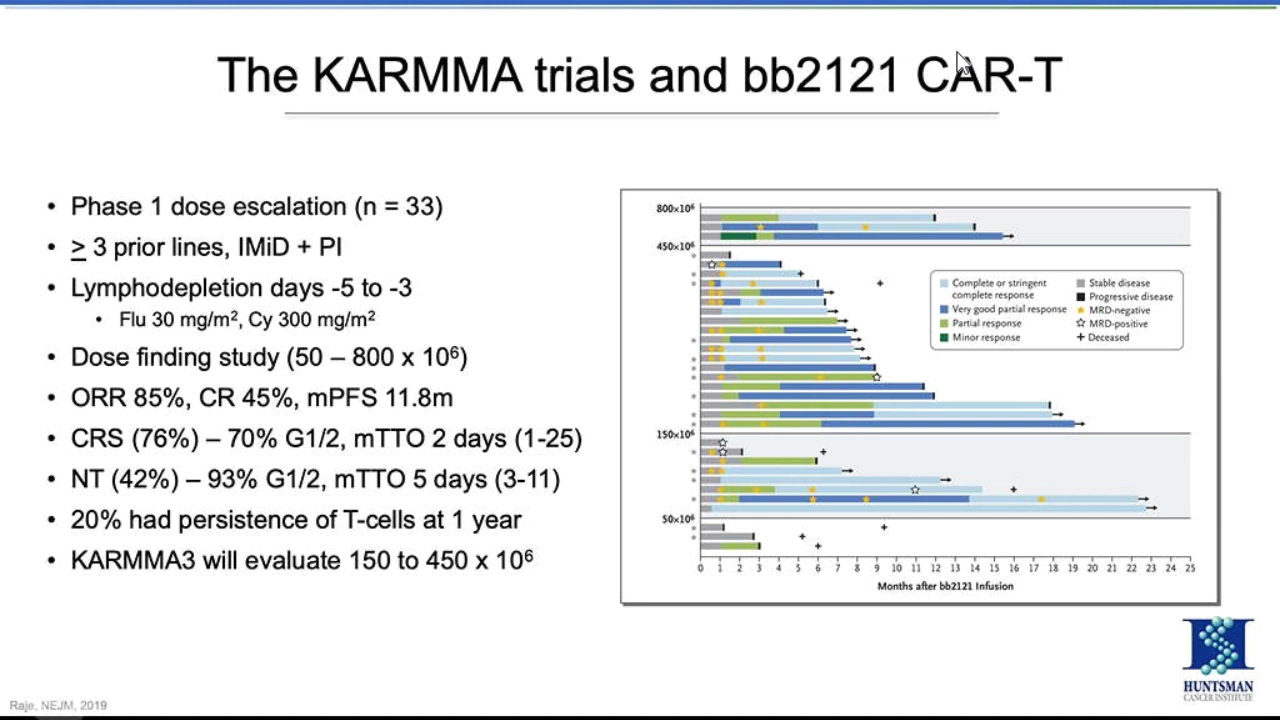 The KARMMA trials and bb2121 CAR-T
• Phase 1 dose escalation (n = 33)
• ≥ 3 prior lines, IMiD + PI
• Lymphodepletion days -5 to -3
• Flu 30 mg/m², Cy 300 mg/m²
• Dose finding study (50 – 800 x 10⁶)
• ORR 85%, CR 45%, mPFS 11.8m
• CRS (76%) – 70% G1/2, mTTO 2 days (1-25)
• NT (42%) – 93% G1/2, mTTO 5 days (3-11)
• 20% had persistence of T-cells at 1 year
• KARMMA3 will evaluate 150 to 450 x 10⁶
800×10⁶
450×10⁶
150×10⁶
50×10⁶
Complete or stringent
complete response
Very good partial response
Partial response
Minor response
Stable disease
Progressive disease
MRD-negative
MRD-positive
Deceased
0 1 2 3 4 5 6 7 8 9 10 11 12 13 14 15 16 17 18 19 20 21 22 23 24 25
Months after bb2121 Infusion
HUNTSMAN
CANCER INSTITUTE
Raje, NEJM, 2019